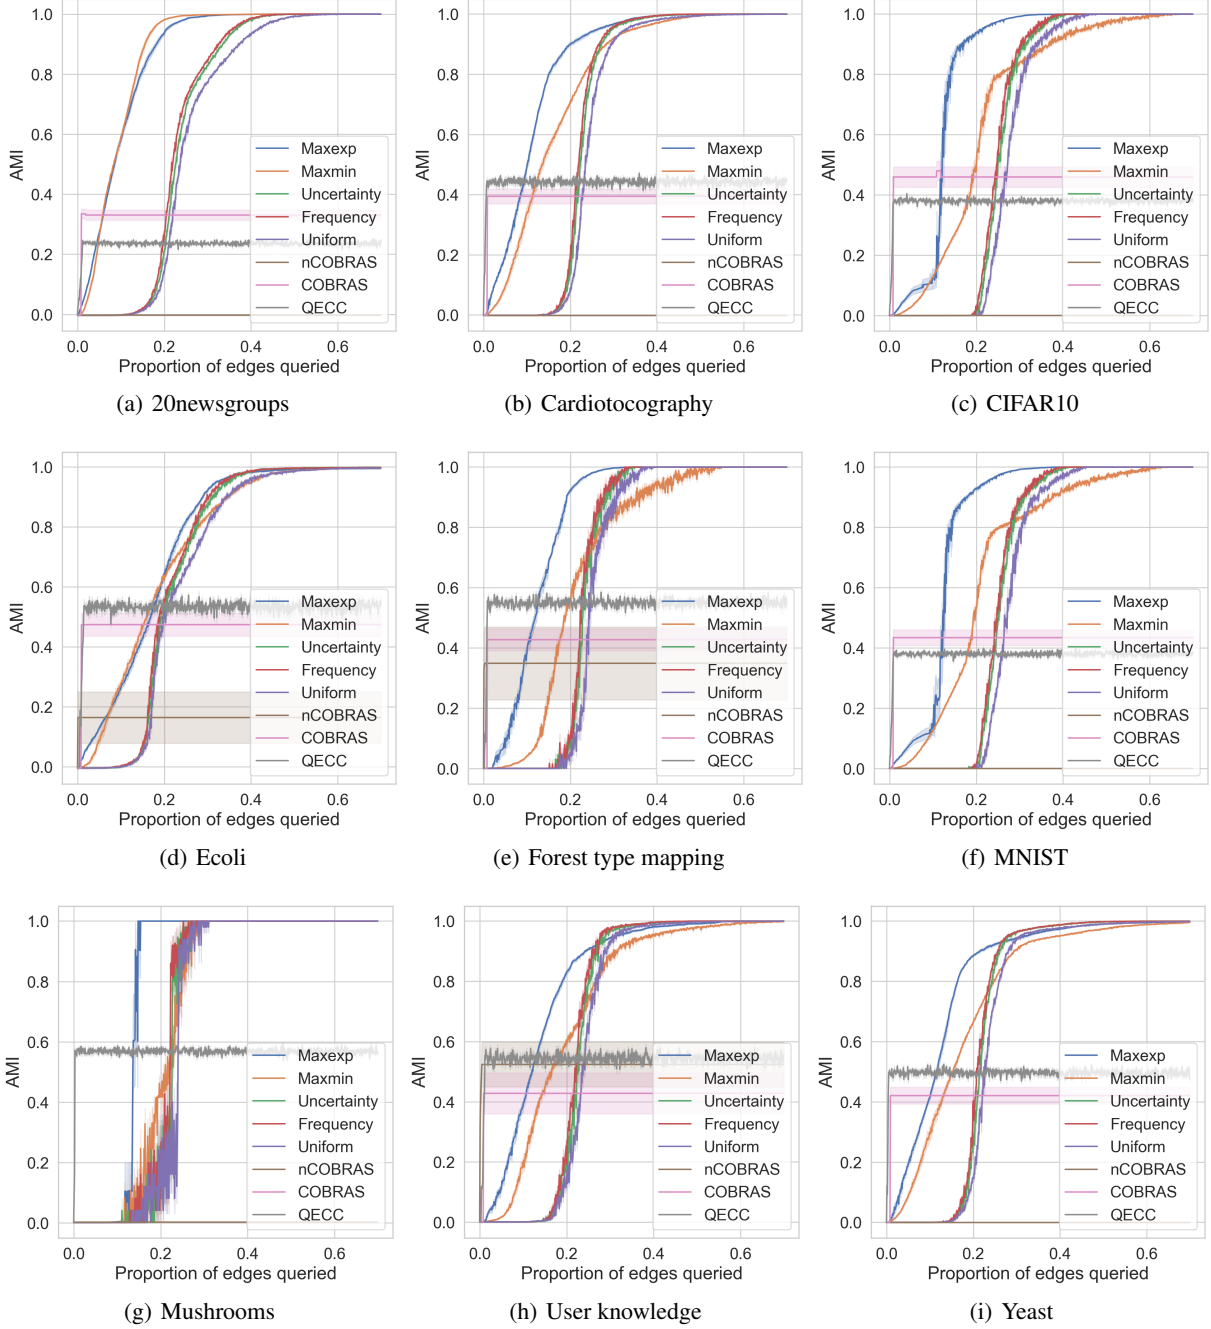 1.0
0.8
0.6
0.4
0.2
0.0
AMI
Maxexp
Maxmin
Uncertainty
Frequency
Uniform
nCOBRAS
COBRAS
QECC
0.0 0.2 0.4 0.6
Proportion of edges queried
(a) 20newsgroups
1.0
0.8
0.6
0.4
0.2
0.0
AMI
Maxexp
Maxmin
Uncertainty
Frequency
Uniform
nCOBRAS
COBRAS
QECC
0.0 0.2 0.4 0.6
Proportion of edges queried
(b) Cardiotocography
1.0
0.8
0.6
0.4
0.2
0.0
AMI
Maxexp
Maxmin
Uncertainty
Frequency
Uniform
nCOBRAS
COBRAS
QECC
0.0 0.2 0.4 0.6
Proportion of edges queried
(c) CIFAR10
1.0
0.8
0.6
0.4
0.2
0.0
AMI
Maxexp
Maxmin
Uncertainty
Frequency
Uniform
nCOBRAS
COBRAS
QECC
0.0 0.2 0.4 0.6
Proportion of edges queried
(d) Ecoli
1.0
0.8
0.6
0.4
0.2
0.0
AMI
Maxexp
Maxmin
Uncertainty
Frequency
Uniform
nCOBRAS
COBRAS
QECC
0.0 0.2 0.4 0.6
Proportion of edges queried
(e) Forest type mapping
1.0
0.8
0.6
0.4
0.2
0.0
AMI
Maxexp
Maxmin
Uncertainty
Frequency
Uniform
nCOBRAS
COBRAS
QECC
0.0 0.2 0.4 0.6
Proportion of edges queried
(f) MNIST
1.0
0.8
0.6
0.4
0.2
0.0
AMI
Maxexp
Maxmin
Uncertainty
Frequency
Uniform
nCOBRAS
COBRAS
QECC
0.0 0.2 0.4 0.6
Proportion of edges queried
(g) Mushrooms
1.0
0.8
0.6
0.4
0.2
0.0
AMI
Maxexp
Maxmin
Uncertainty
Frequency
Uniform
nCOBRAS
COBRAS
QECC
0.0 0.2 0.4 0.6
Proportion of edges queried
(h) User knowledge
1.0
0.8
0.6
0.4
0.2
0.0
AMI
Maxexp
Maxmin
Uncertainty
Frequency
Uniform
nCOBRAS
COBRAS
QECC
0.0 0.2 0.4 0.6
Proportion of edges queried
(i) Yeast